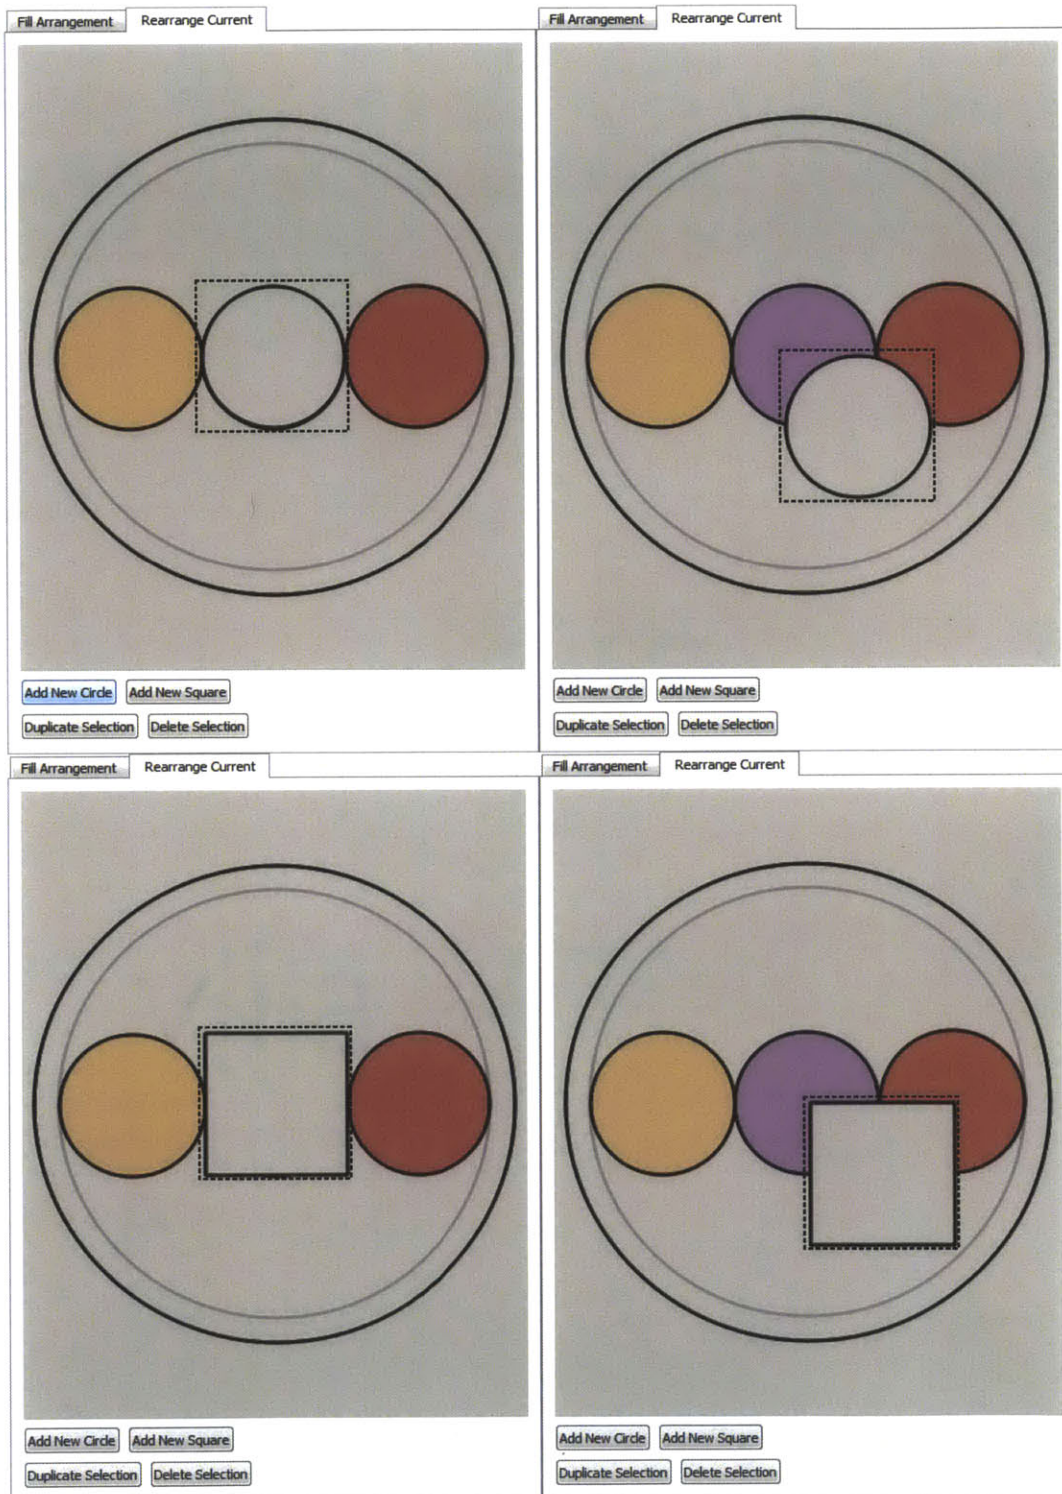 Fill Arrangement Rearrange Current
Add New Circle Add New Square
Duplicate Selection Delete Selection
Fill Arrangement Rearrange Current
Add New Circle Add New Square
Duplicate Selection Delete Selection
Fill Arrangement Rearrange Current
Add New Circle Add New Square
Duplicate Selection Delete Selection
Fill Arrangement Rearrange Current
Add New Circle Add New Square
Duplicate Selection Delete Selection